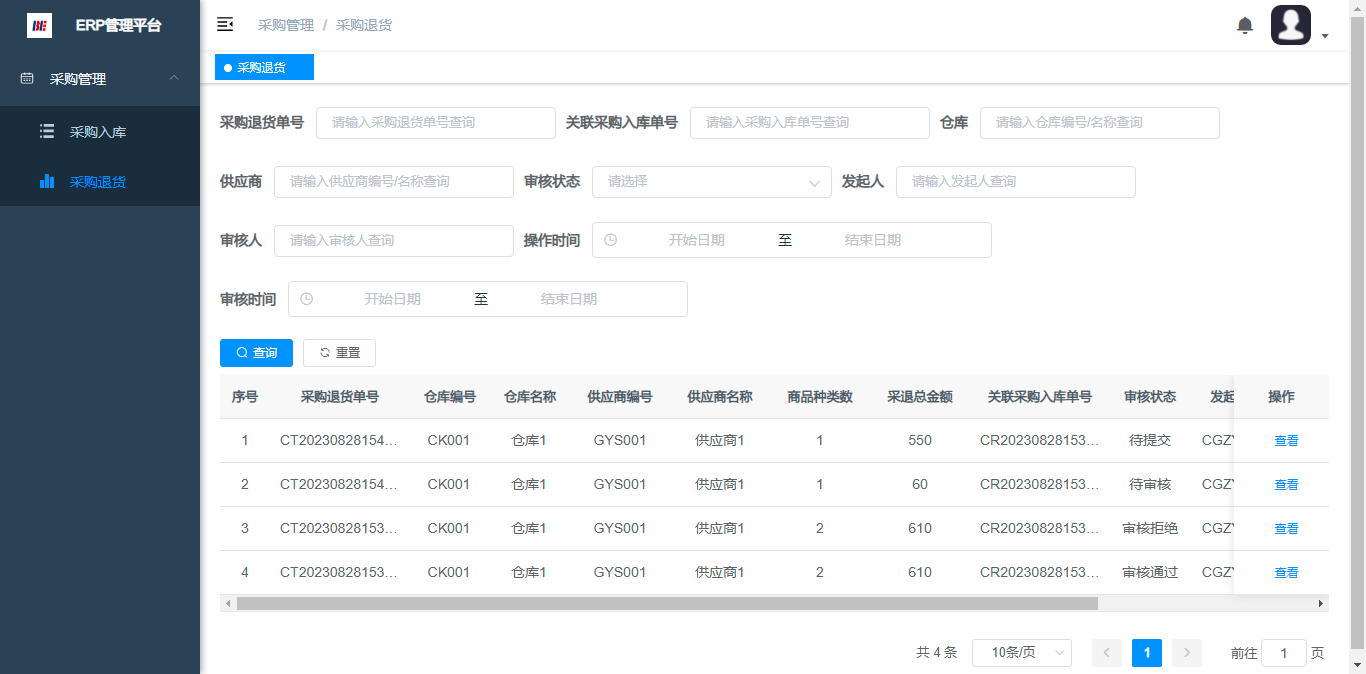 ERP管理平台
采购管理
采购入库
采购退货
采购管理 / 采购退货
采购退货
采购退货单号 请输入采购退货单号查询 关联采购入库单号 请输入采购入库单号查询 仓库 请输入仓库编号/名称查询
供应商 请输入供应商编号/名称查询 审核状态 请选择 发起人 请输入发起人查询
审核人 请输入审核人查询 操作时间 开始日期 至 结束日期
审核时间 开始日期 至 结束日期
查询 重置
序号 采购退货单号 仓库编号 仓库名称 供应商编号 供应商名称 商品种类数 采退总金额 关联采购入库单号 审核状态 发起 操作
1 CT20230828154... CK001 仓库1 GYS001 供应商1 1 550 CR20230828153... 待提交 CGZY 查看
2 CT20230828154... CK001 仓库1 GYS001 供应商1 1 60 CR20230828153... 待审核 CGZY 查看
3 CT20230828153... CK001 仓库1 GYS001 供应商1 2 610 CR20230828153... 审核拒绝 CGZY 查看
4 CT20230828153... CK001 仓库1 GYS001 供应商1 2 610 CR20230828153... 审核通过 CGZY 查看
共 4 条 10条/页 1 前往 1 页